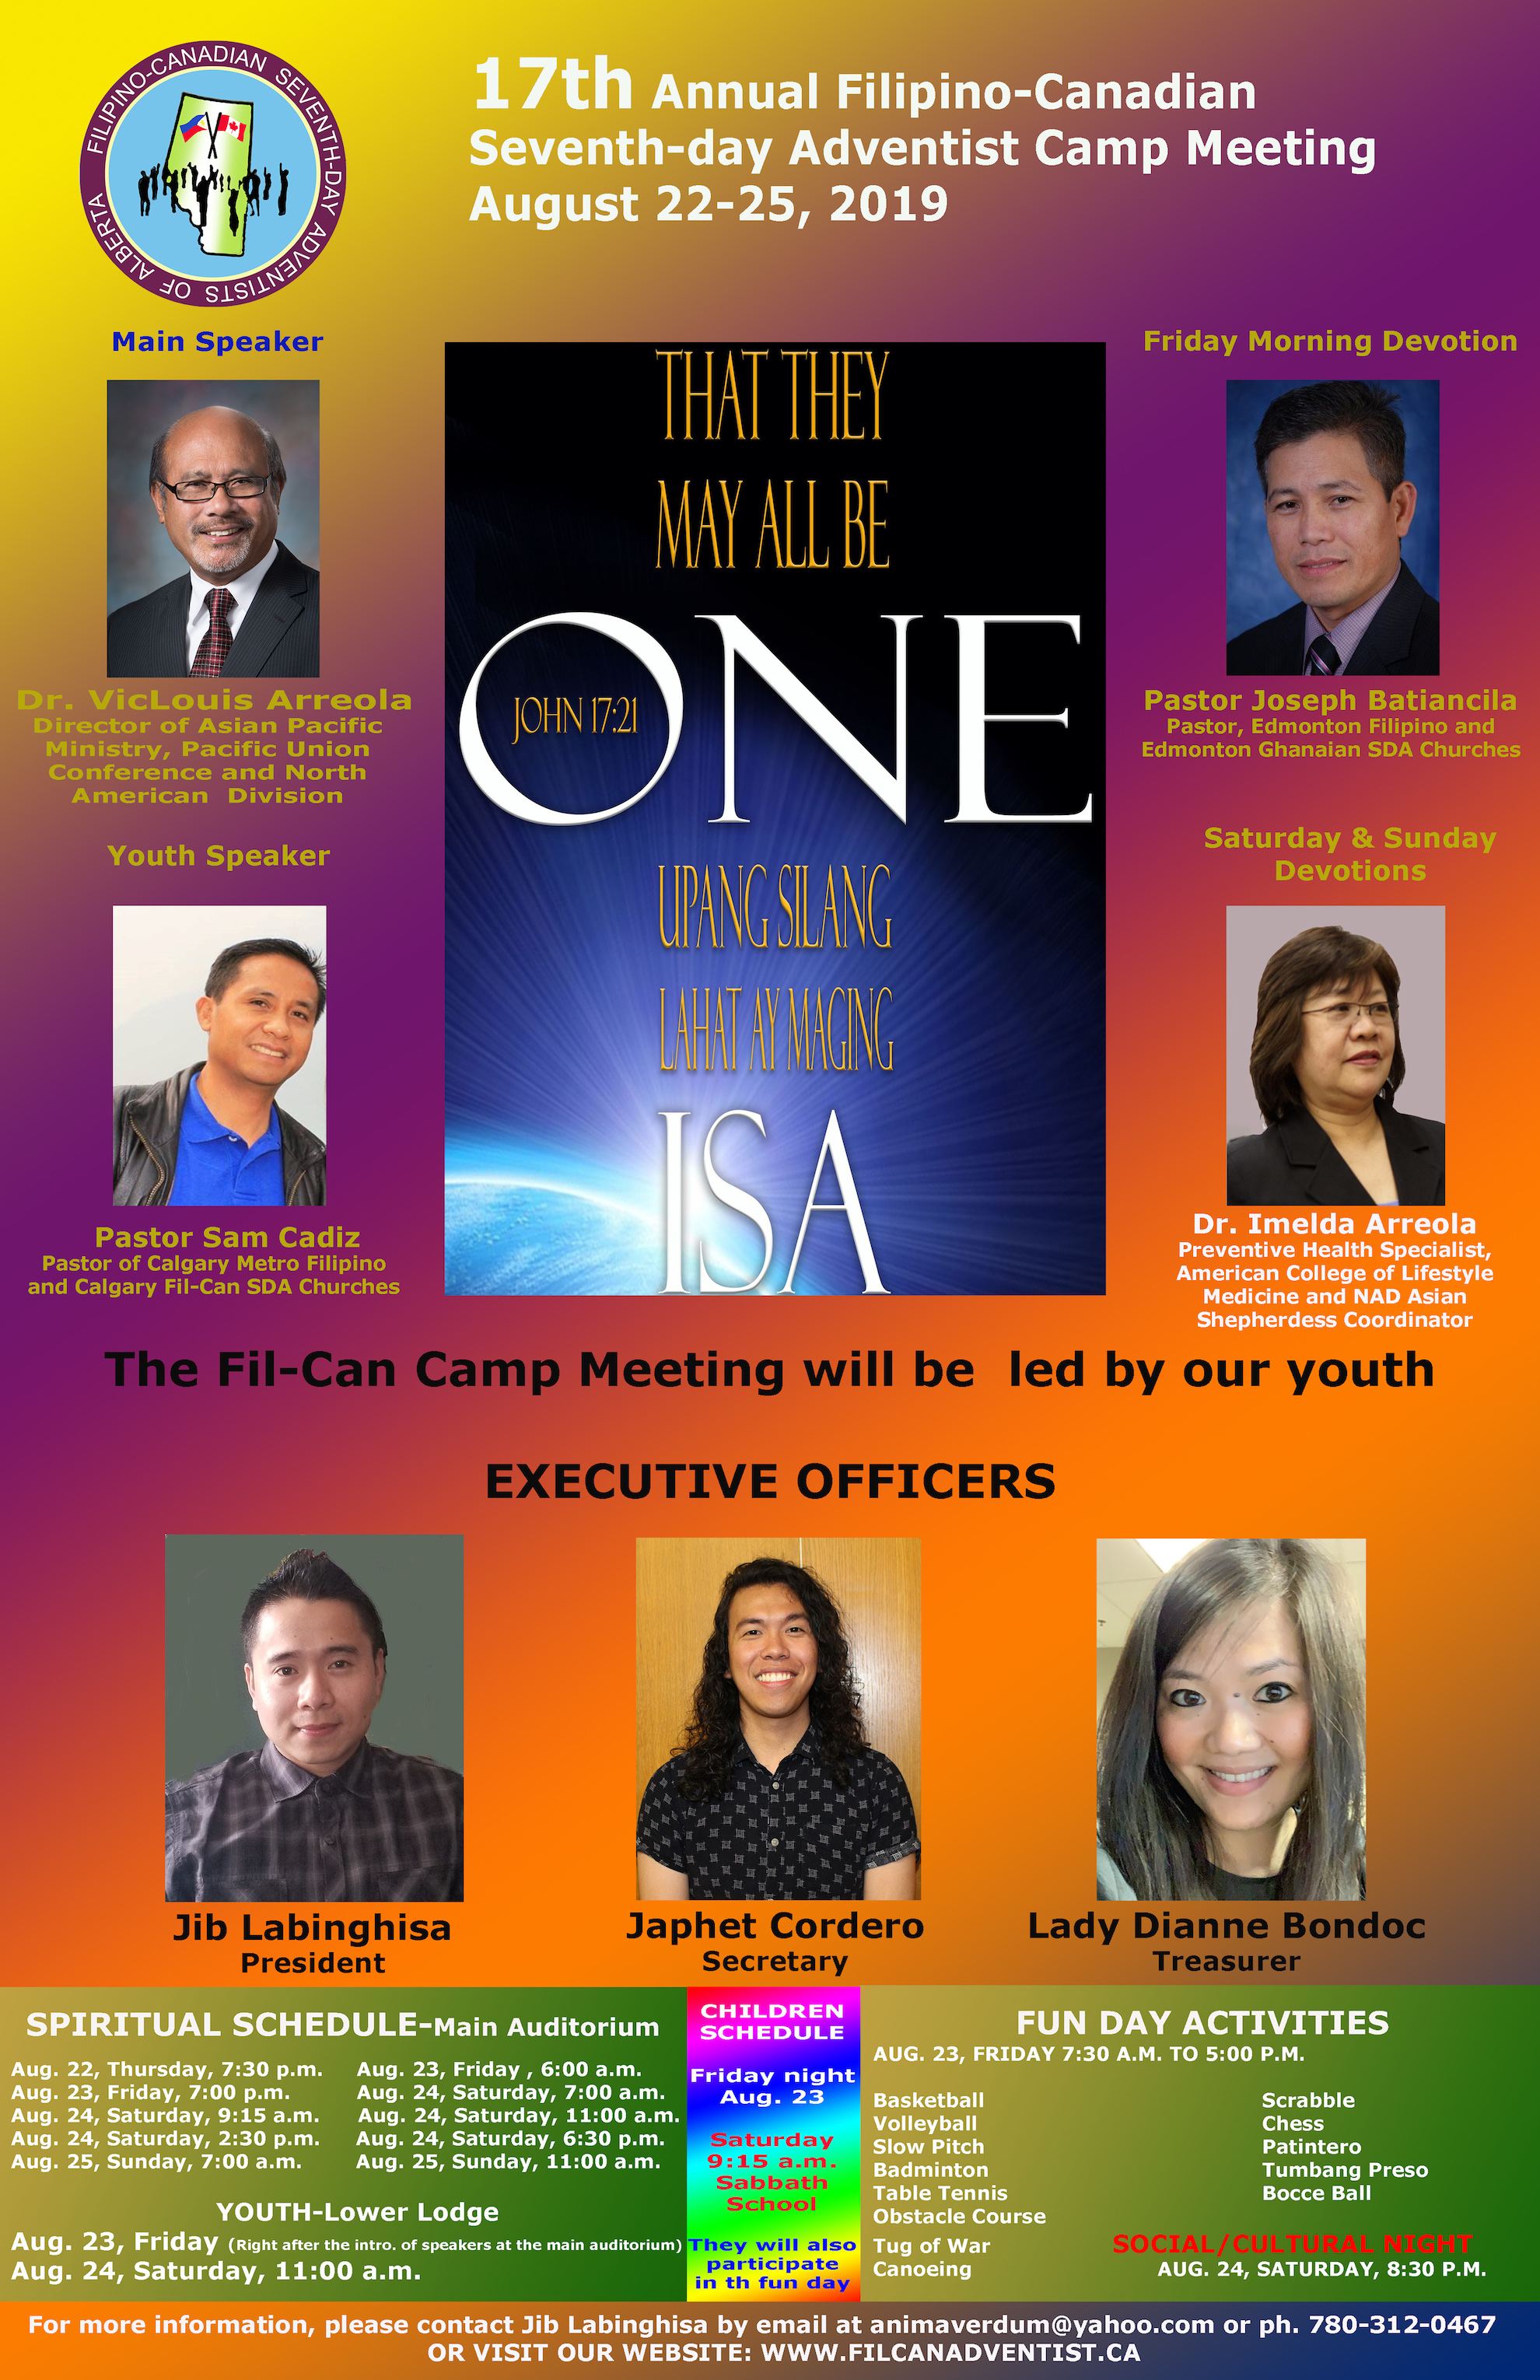 FILIPINO-CANADIAN SEVENTH-DAY ADVENTISTS OF ALBERTA
17th Annual Filipino-Canadian
Seventh-day Adventist Camp Meeting
August 22-25, 2019
Main Speaker
Dr. VicLouis Arreola
Director of Asian Pacific
Ministry, Pacific Union
Conference and North
American Division
Youth Speaker
Pastor Sam Cadiz
Pastor of Calgary Metro Filipino
and Calgary Fil-Can SDA Churches
THAT THEY
MAY ALL BE
ONE
JOHN 17:21
UPANG SILANG
LAHAT AY MAGING
ISA
Friday Morning Devotion
Pastor Joseph Batiancila
Pastor, Edmonton Filipino and
Edmonton Ghanaian SDA Churches
Saturday & Sunday
Devotions
Dr. Imelda Arreola
Preventive Health Specialist,
American College of Lifestyle
Medicine and NAD Asian
Shepherdess Coordinator
The Fil-Can Camp Meeting will be led by our youth
EXECUTIVE OFFICERS
Jib Labinghisa
President
Japhet Cordero
Secretary
Lady Dianne Bondoc
Treasurer
SPIRITUAL SCHEDULE-Main Auditorium
Aug. 22, Thursday, 7:30 p.m. Aug. 23, Friday , 6:00 a.m.
Aug. 23, Friday, 7:00 p.m. Aug. 24, Saturday, 7:00 a.m.
Aug. 24, Saturday, 9:15 a.m. Aug. 24, Saturday, 11:00 a.m.
Aug. 24, Saturday, 2:30 p.m. Aug. 24, Saturday, 6:30 p.m.
Aug. 25, Sunday, 7:00 a.m. Aug. 25, Sunday, 11:00 a.m.
YOUTH-Lower Lodge
Aug. 23, Friday (Right after the intro. of speakers at the main auditorium)
Aug. 24, Saturday, 11:00 a.m.
CHILDREN
SCHEDULE
Friday night
Aug. 23
Saturday
9:15 a.m.
Sabbath
School
They will also
participate
in th fun day
FUN DAY ACTIVITIES
AUG. 23, FRIDAY 7:30 A.M. TO 5:00 P.M.
Basketball
Volleyball
Slow Pitch
Badminton
Table Tennis
Obstacle Course
Tug of War
Canoeing
Scrabble
Chess
Patintero
Tumbang Preso
Bocce Ball
SOCIAL/CULTURAL NIGHT
AUG. 24, SATURDAY, 8:30 P.M.
For more information, please contact Jib Labinghisa by email at animaverdum@yahoo.com or ph. 780-312-0467
OR VISIT OUR WEBSITE: WWW.FILCANADVENTIST.CA